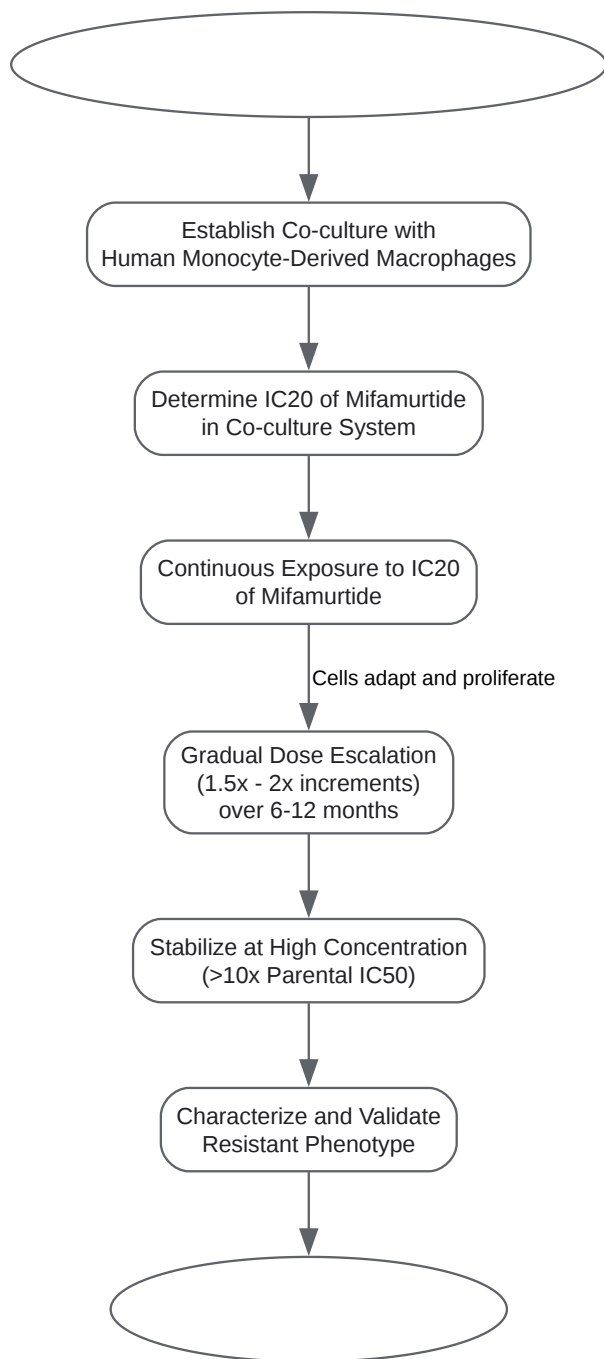 Establish Co-culture with
Human Monocyte-Derived Macrophages
Determine IC20 of Mifamurtide
in Co-culture System
Continuous Exposure to IC20
of Mifamurtide
Cells adapt and proliferate
Gradual Dose Escalation
(1.5x - 2x increments)
over 6-12 months
Stabilize at High Concentration
(>10x Parental IC50)
Characterize and Validate
Resistant Phenotype